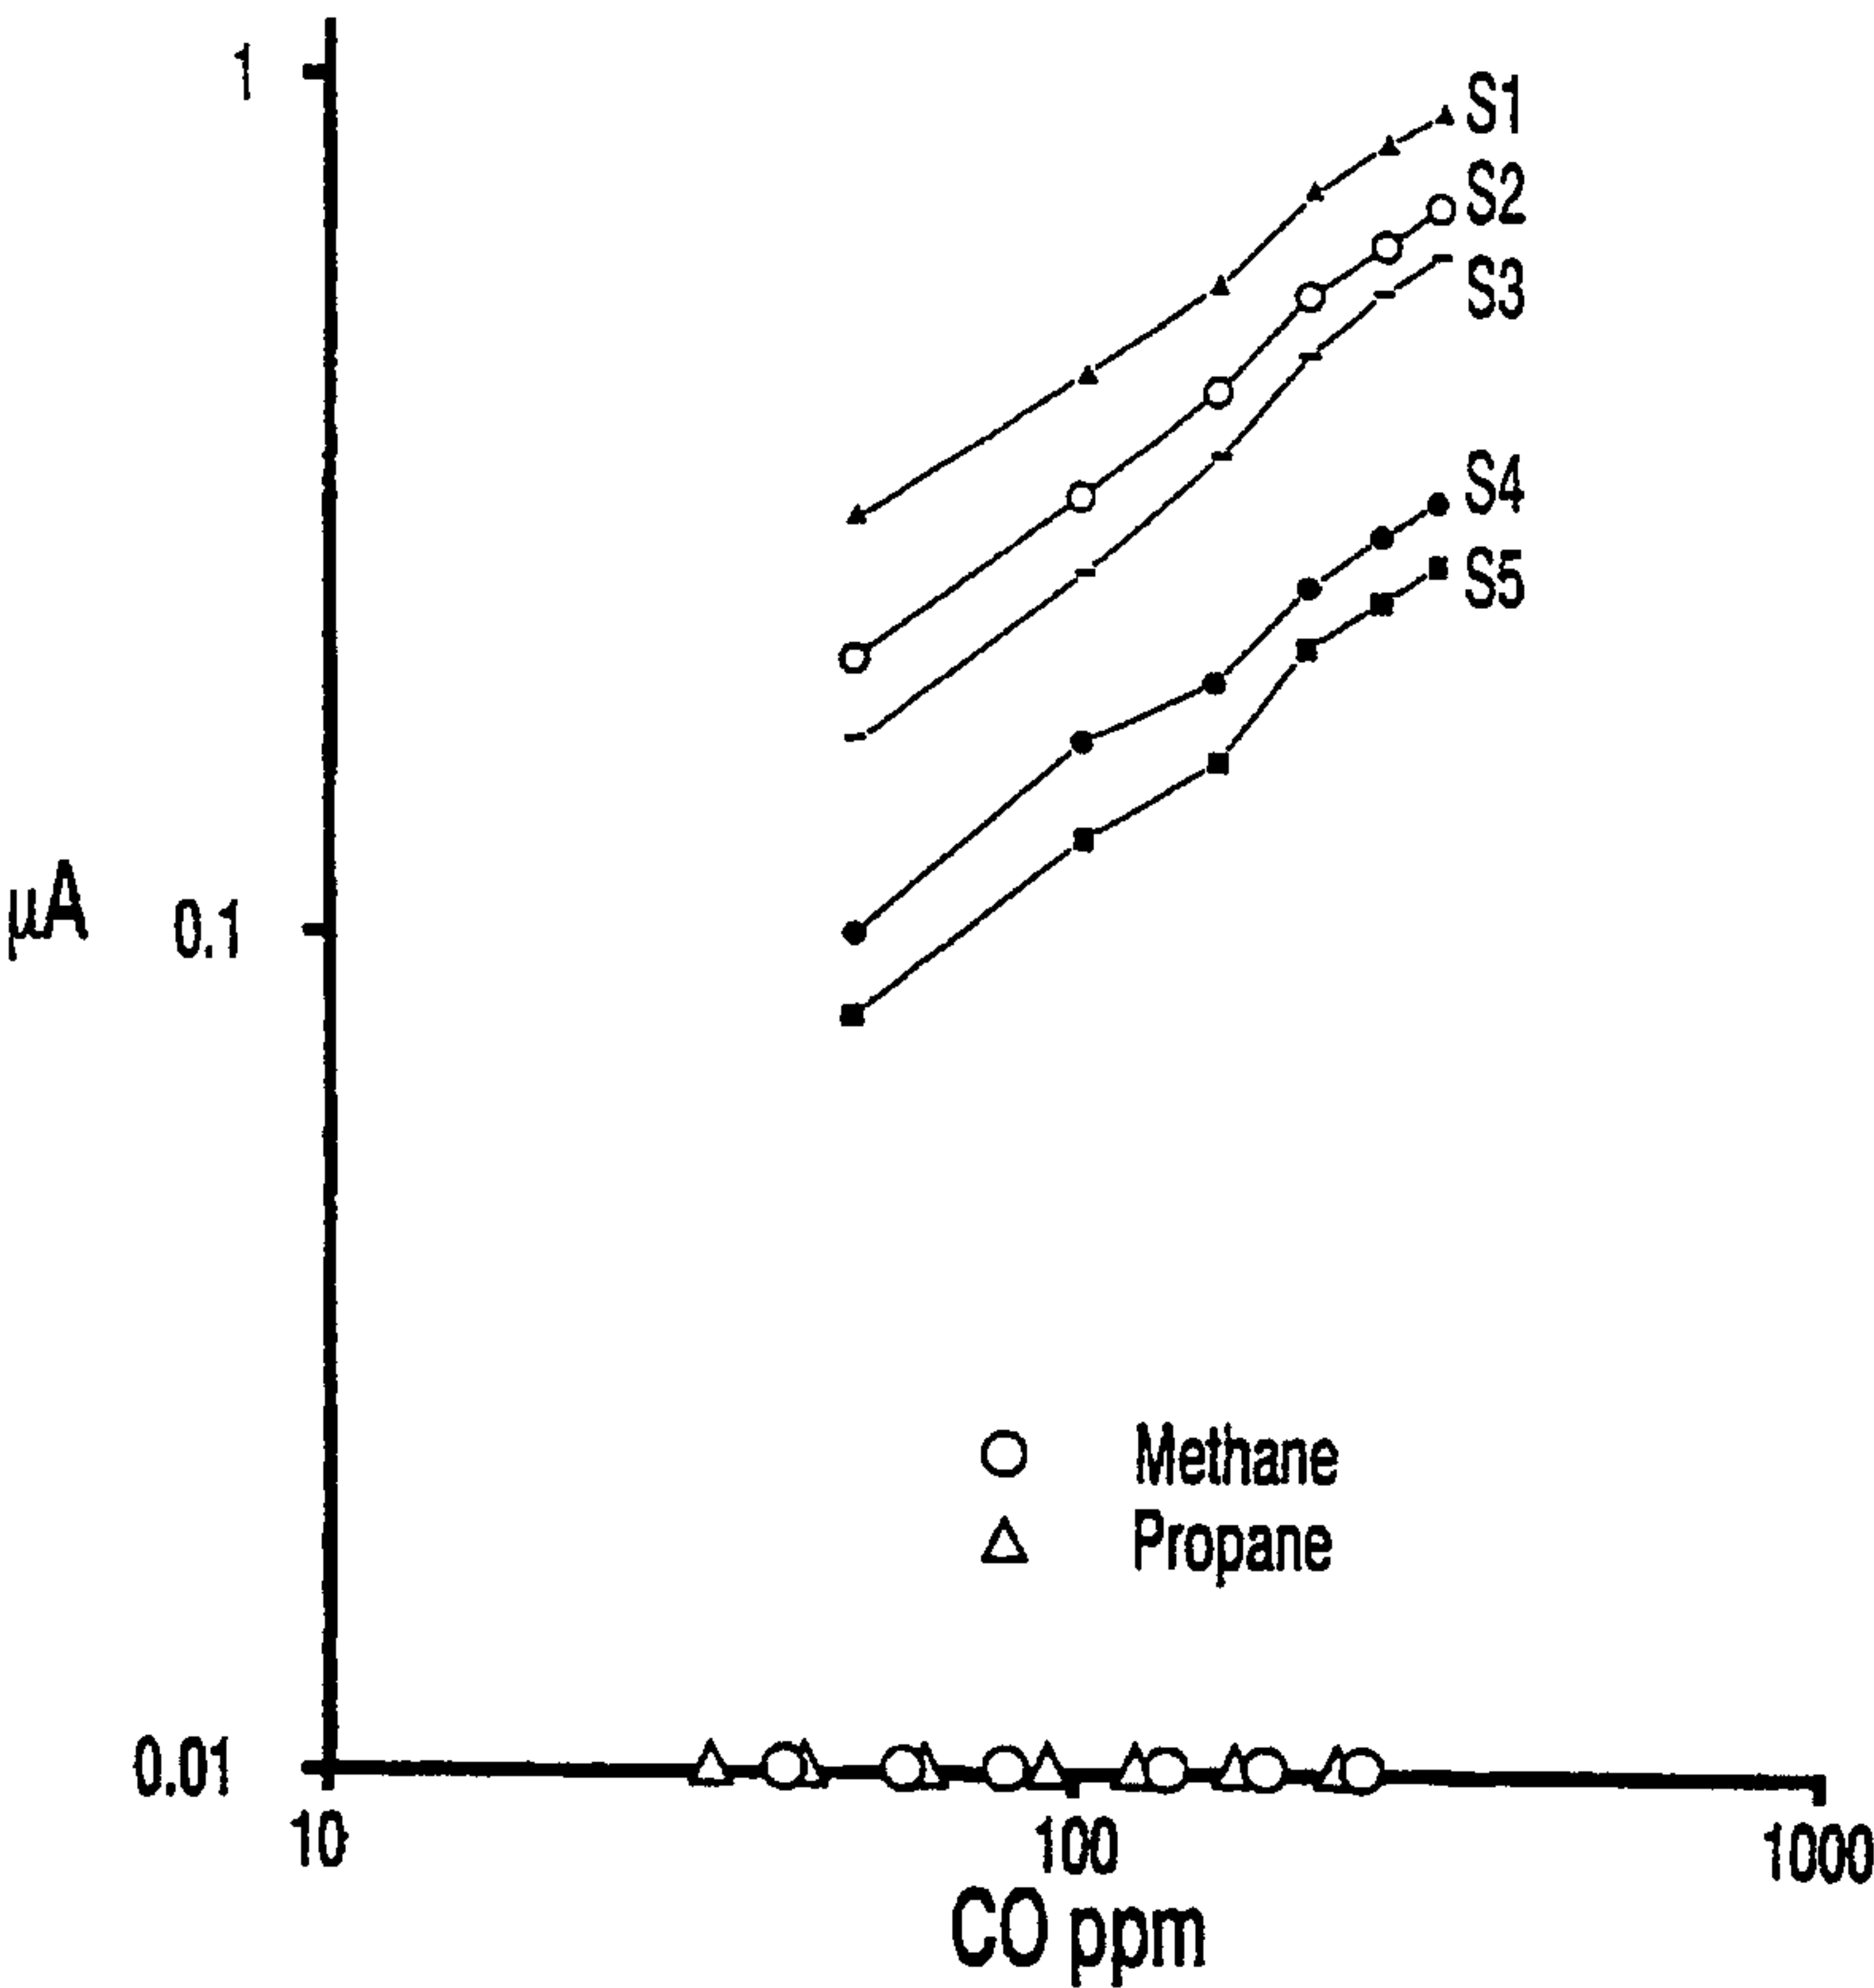 1
S1
S2
S3
S4
S5
µA
0.1
Methane
Propane
0.01
10
100
1000
CO ppm